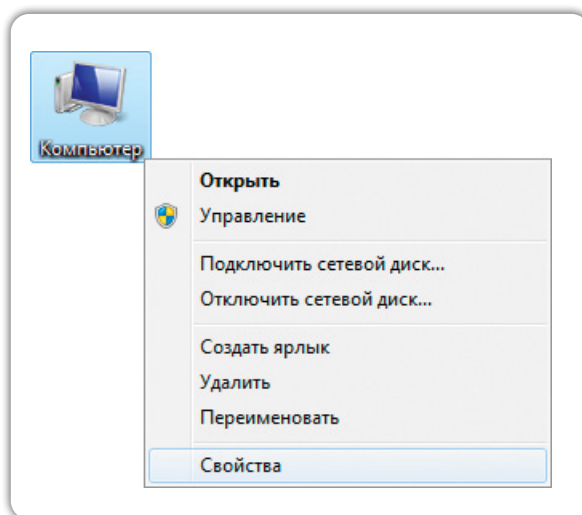 Компьютер
Открыть
Управление
Подключить сетевой диск...
Отключить сетевой диск...
Создать ярлык
Удалить
Переименовать
Свойства